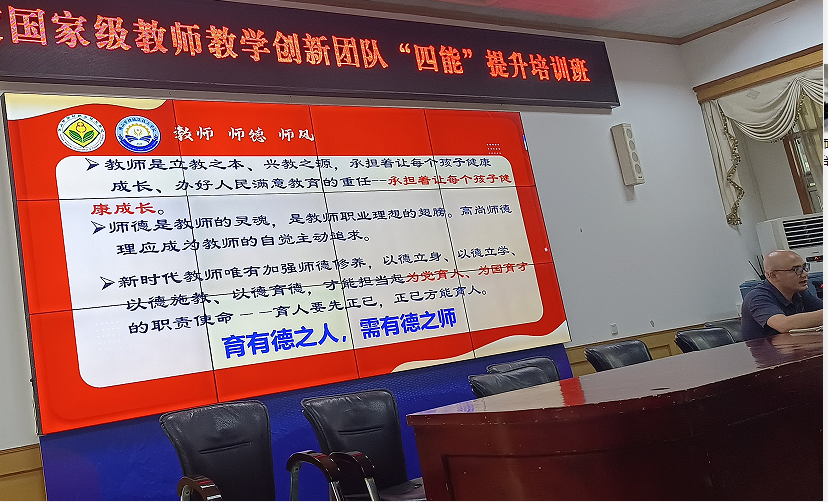 国家级教师教学创新团队“四能”提升培训班
教师 师德 师风
➢教师是立教之本、兴教之源，承担着让每个孩子健康
成长、办好人民满意教育的重任--承担着让每个孩子健
康成长。
➢师德是教师的灵魂，是教师职业理想的翅膀。高尚师德
理应成为教师的自觉主动追求。
➢新时代教师唯有加强师德修养，以德立身、以德立学、
以德施教、以德育德，才能担当起为党育人、为国育才
的职责使命--育人要先正己，正己方能育人。
育有德之人，需有德之师